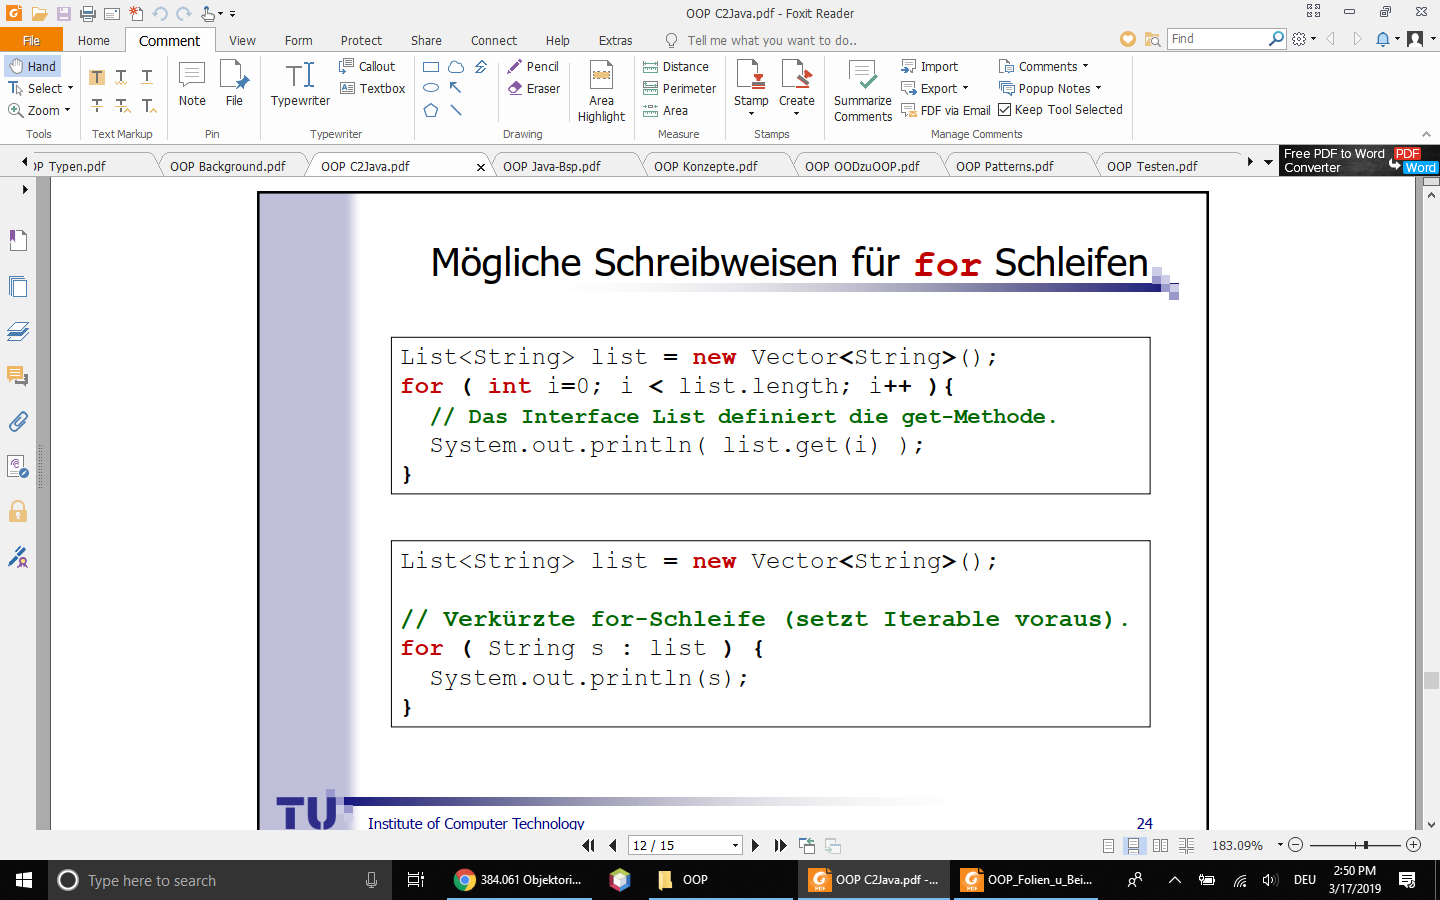 OOP C2Java.pdf - Foxit Reader
File Home Comment View Form Protect Share Connect Help Extras Tell me what you want to do.. Find
Hand
Select
Zoom
Tools
Text Markup
Note
File
Pin
Typewriter
Callout
Textbox
Typewriter
Pencil
Eraser
Area
Highlight
Drawing
Distance
Perimeter
Area
Measure
Stamp
Create
Stamps
Summarize
Comments
Import
Export
FDF via Email
Comments
Popup Notes
Keep Tool Selected
Manage Comments
OP Typen.pdf OOP Background.pdf OOP C2Java.pdf OOP Java-Bsp.pdf OOP Konzepte.pdf OOP OODzuOOP.pdf OOP Patterns.pdf OOP Testen.pdf
Free PDF to Word
Converter
PDF
Word
Mögliche Schreibweisen für for Schleifen
List<String> list = new Vector<String>();
for ( int i=0; i < list.length; i++ ){
// Das Interface List definiert die get-Methode.
System.out.println( list.get(i) );
}
List<String> list = new Vector<String>();
// Verkürzte for-Schleife (setzt Iterable voraus).
for ( String s : list ) {
System.out.println(s);
}
TU
Institute of Computer Technology 24
12 / 15
183.09%
Type here to search
384.061 Objektori...
OOP
OOP C2Java.pdf -...
OOP_Folien_u_Bei...
DEU
2:50 PM
3/17/2019